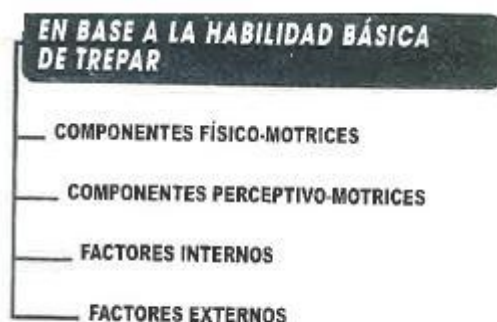 EN BASE A LA HABILIDAD BÁSICA
DE TREPAR
COMPONENTES FÍSICO-MOTRICES
COMPONENTES PERCEPTIVO-MOTRICES
FACTORES INTERNOS
FACTORES EXTERNOS